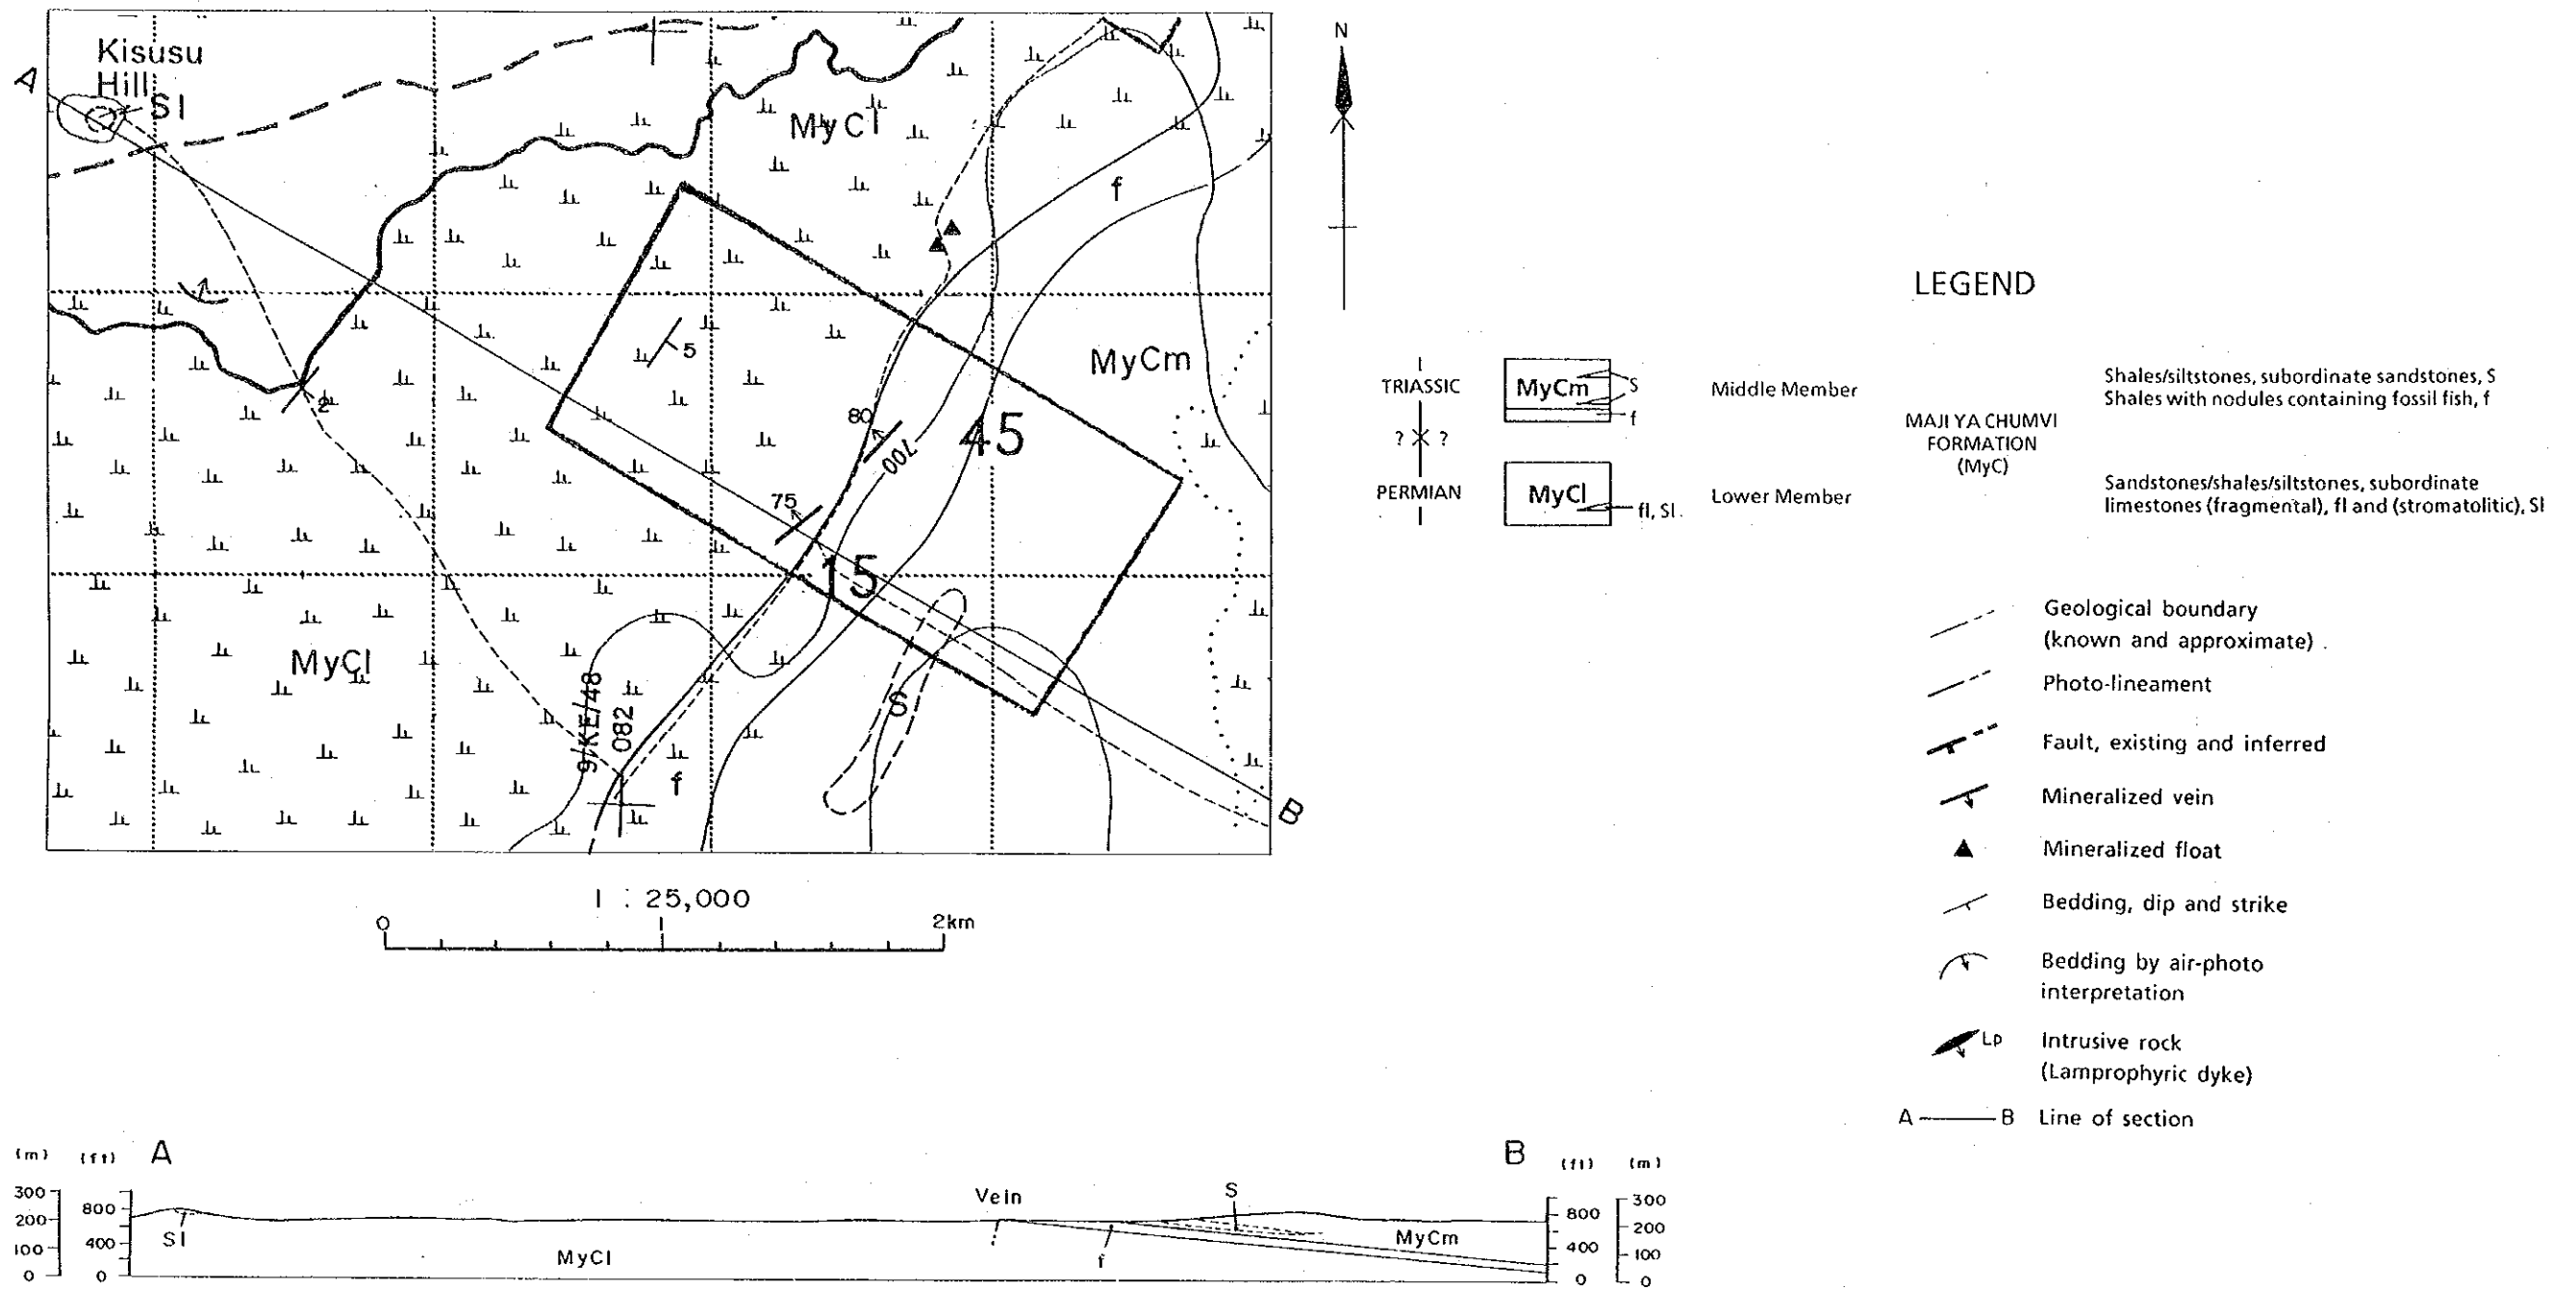 Kisusu
Hill
Sl
A
MyCl
f
5
MyCm
2
80
700
45
75
15
MyCl
9/KE/48
082
S
f
B
N
1 : 25,000
0
2km
LEGEND
TRIASSIC
? ?
PERMIAN
MyCm
S
f
Middle Member
MyCl
fl, Sl.
Lower Member
MAJI YA CHUMVI
FORMATION
(MyC)
Shales/siltstones, subordinate sandstones, S
Shales with nodules containing fossil fish, f
Sandstones/shales/siltstones, subordinate
limestones (fragmental), fl and (stromatolitic), Sl
Geological boundary
(known and approximate) .
Photo-lineament
Fault, existing and inferred
Mineralized vein
Mineralized float
Bedding, dip and strike
Bedding by air-photo
interpretation
Lp
Intrusive rock
(Lamprophyric dyke)
A B Line of section
(m) (ft) A
B (ft) (m)
300
200
100
0
800
400
0
Sl
MyCl
Vein
f
S
MyCm
800
400
0
300
200
100
0